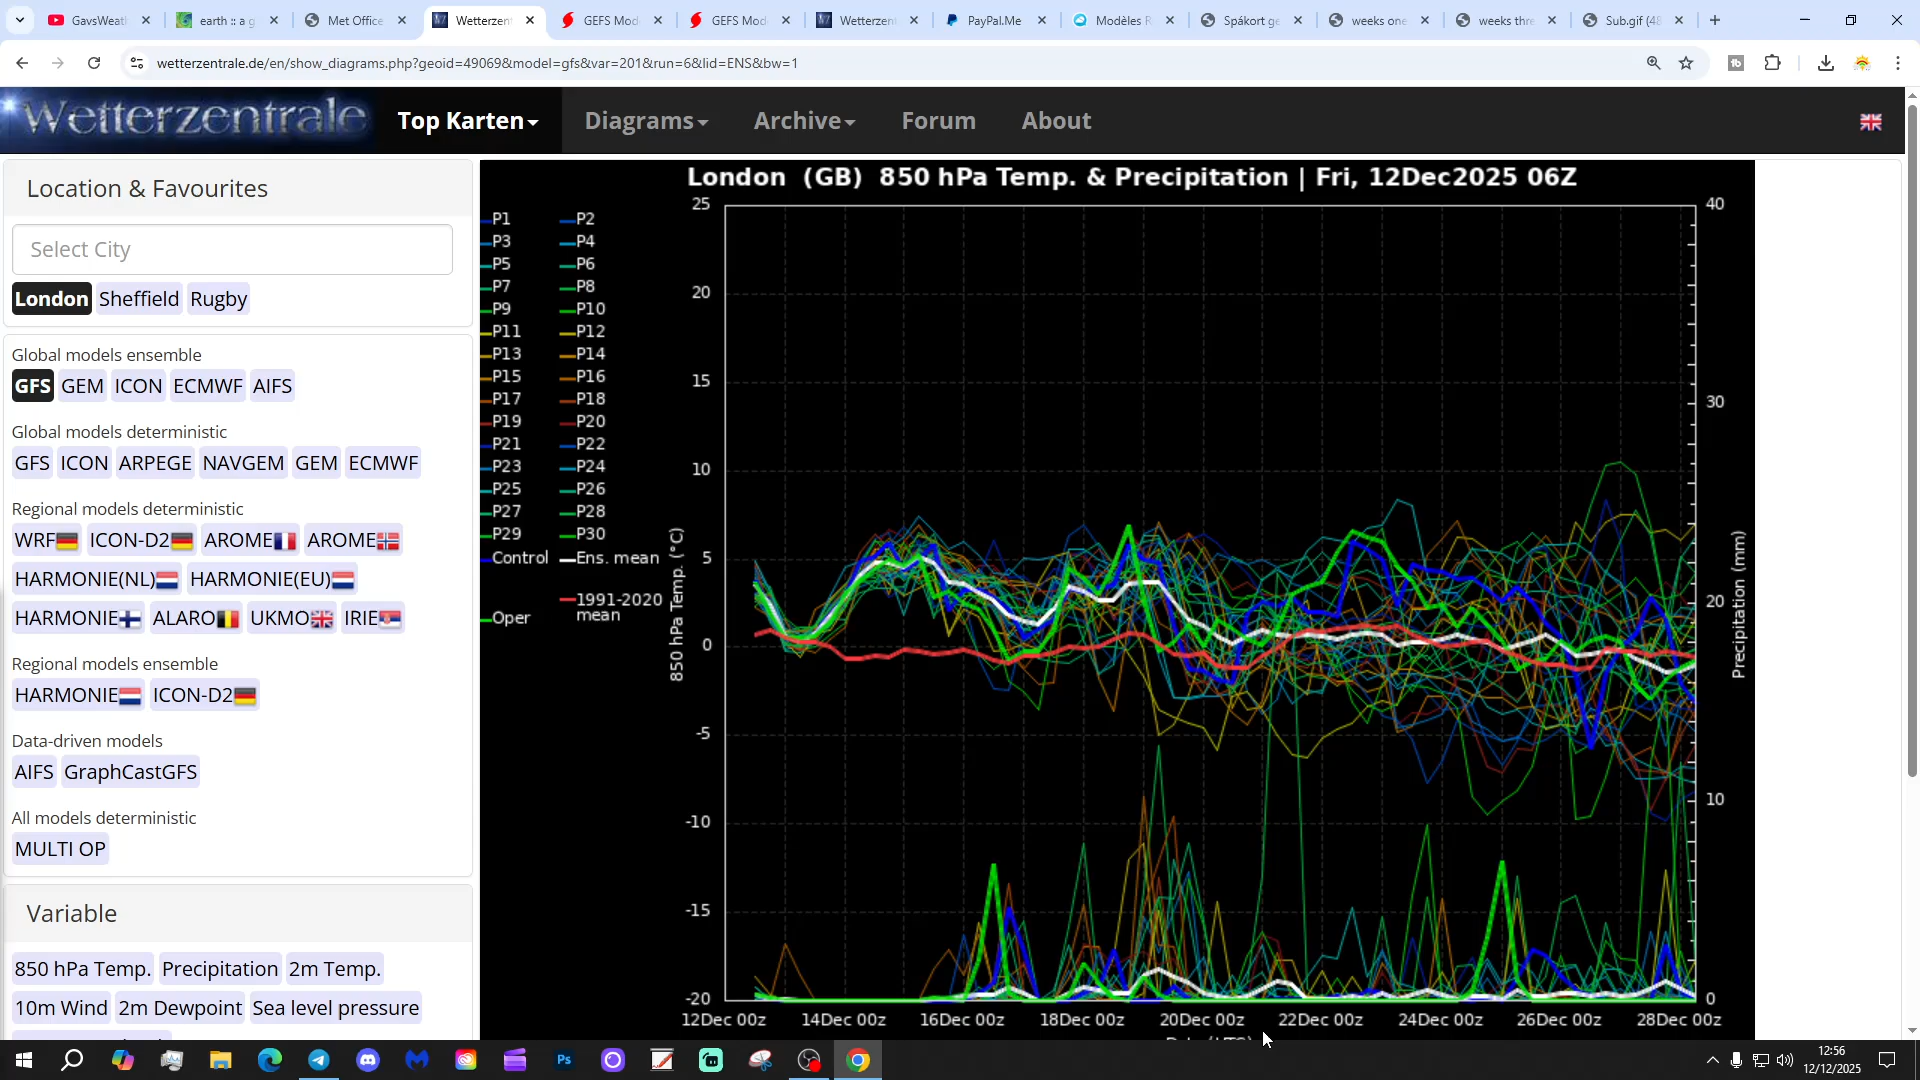 GavsWeat
earth :: a g
Met Office
Wetterzen
GEFS Mod
GEFS Mod
Wetterzen
PayPal.Me
Modèles
Spákort ge
weeks one
weeks thre
Sub.gif (48
wetterzentrale.de/en/show_diagrams.php?geoid=49069&model=gfs&var=201&run=6&lid=ENS&bw=1
Wetterzentrale
Top Karten
Diagrams
Archive
Forum
About
Location & Favourites
Select City
London Sheffield Rugby
Global models ensemble
GFS GEM ICON ECMWF AIFS
Global models deterministic
GFS ICON ARPEGE NAVGEM GEM ECMWF
Regional models deterministic
WRF ICON-D2 AROME AROME
HARMONIE(NL) HARMONIE(EU)
HARMONIE ALARO UKMO IRIE
Regional models ensemble
HARMONIE ICON-D2
Data-driven models
AIFS GraphCastGFS
All models deterministic
MULTI OP
Variable
850 hPa Temp. Precipitation 2m Temp.
10m Wind 2m Dewpoint Sea level pressure
London (GB) 850 hPa Temp. & Precipitation | Fri, 12Dec2025 06Z
P1 P2
P3 P4
P5 P6
P7 P8
P9 P10
P11 P12
P13 P14
P15 P16
P17 P18
P19 P20
P21 P22
P23 P24
P25 P26
P27 P28
P29 P30
Control Ens. mean
Oper 1991-2020
mean
850 hPa Temp. (°C)
25
20
15
10
5
0
-5
-10
-15
-20
40
30
20
10
0
Precipitation (mm)
12Dec 00z 14Dec 00z 16Dec 00z 18Dec 00z 20Dec 00z 22Dec 00z 24Dec 00z 26Dec 00z 28Dec 00z
12:56
12/12/2025